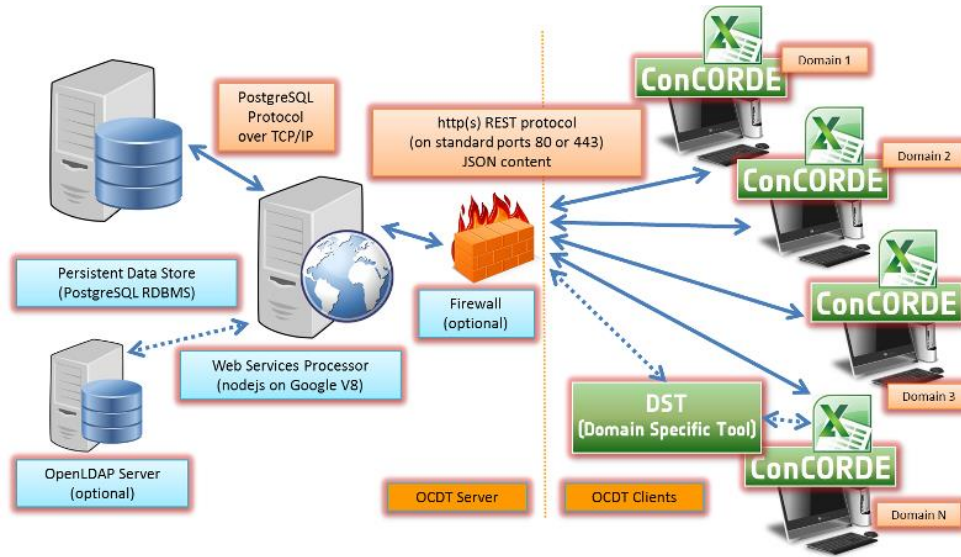 ConCORDE
Domain 1
PostgreSQL
Protocol
over TCP/IP
http(s) REST protocol
(on standard ports 80 or 443)
JSON content
ConCORDE
Domain 2
Persistent Data Store
(PostgreSQL RDBMS)
Firewall
(optional)
ConCORDE
Domain 3
Web Services Processor
(nodejs on Google V8)
DST
(Domain Specific Tool)
OpenLDAP Server
(optional)
ConCORDE
Domain N
OCDT Server
OCDT Clients